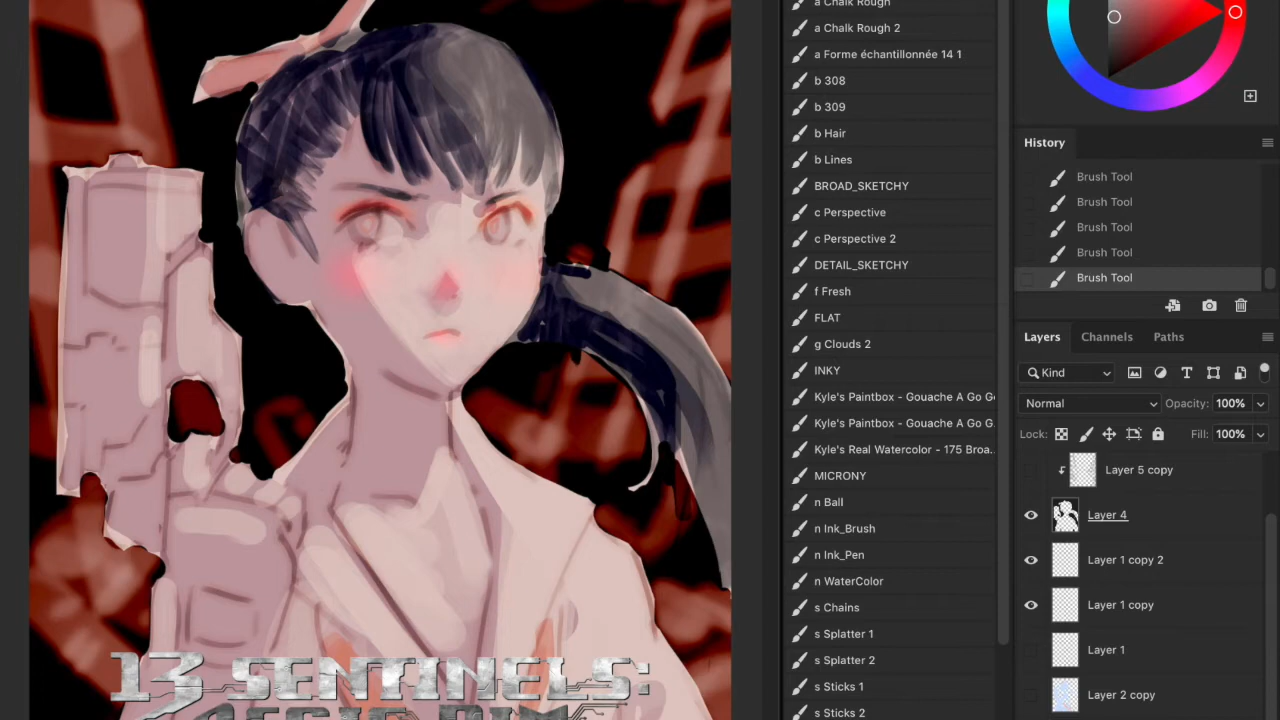 a Chalk Rough
a Chalk Rough 2
a Forme échantillonnée 14 1
b 308
b 309
b Hair
b Lines
BROAD_SKETCHY
c Perspective
c Perspective 2
DETAIL_SKETCHY
f Fresh
FLAT
g Clouds 2
INKY
Kyle's Paintbox - Gouache A Go Go
Kyle's Paintbox - Gouache A Go G
Kyle's Real Watercolor - 175 Broa...
MICRONY
n Ball
n Ink_Brush
n Ink_Pen
n WaterColor
s Chains
s Splatter 1
s Splatter 2
s Sticks 1
s Sticks 2
History
Brush Tool
Brush Tool
Brush Tool
Brush Tool
Brush Tool
Layers Channels Paths
Kind
Normal Opacity: 100%
Lock: Fill: 100%
Layer 5 copy
Layer 4
Layer 1 copy 2
Layer 1 copy
Layer 1
Layer 2 copy
13 SENTINELS: